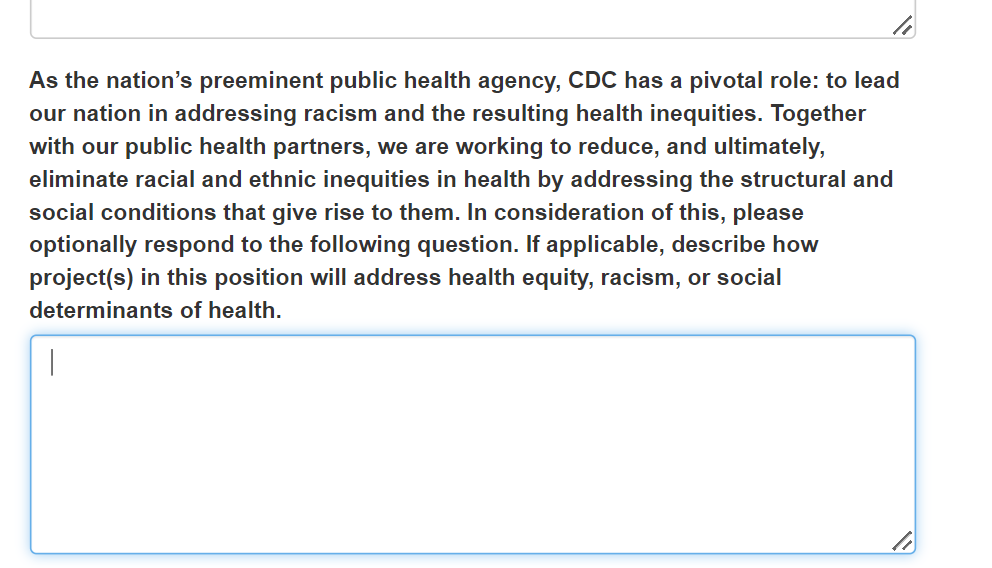 As the nation’s preeminent public health agency, CDC has a pivotal role: to lead
our nation in addressing racism and the resulting health inequities. Together
with our public health partners, we are working to reduce, and ultimately,
eliminate racial and ethnic inequities in health by addressing the structural and
social conditions that give rise to them. In consideration of this, please
optionally respond to the following question. If applicable, describe how
project(s) in this position will address health equity, racism, or social
determinants of health.